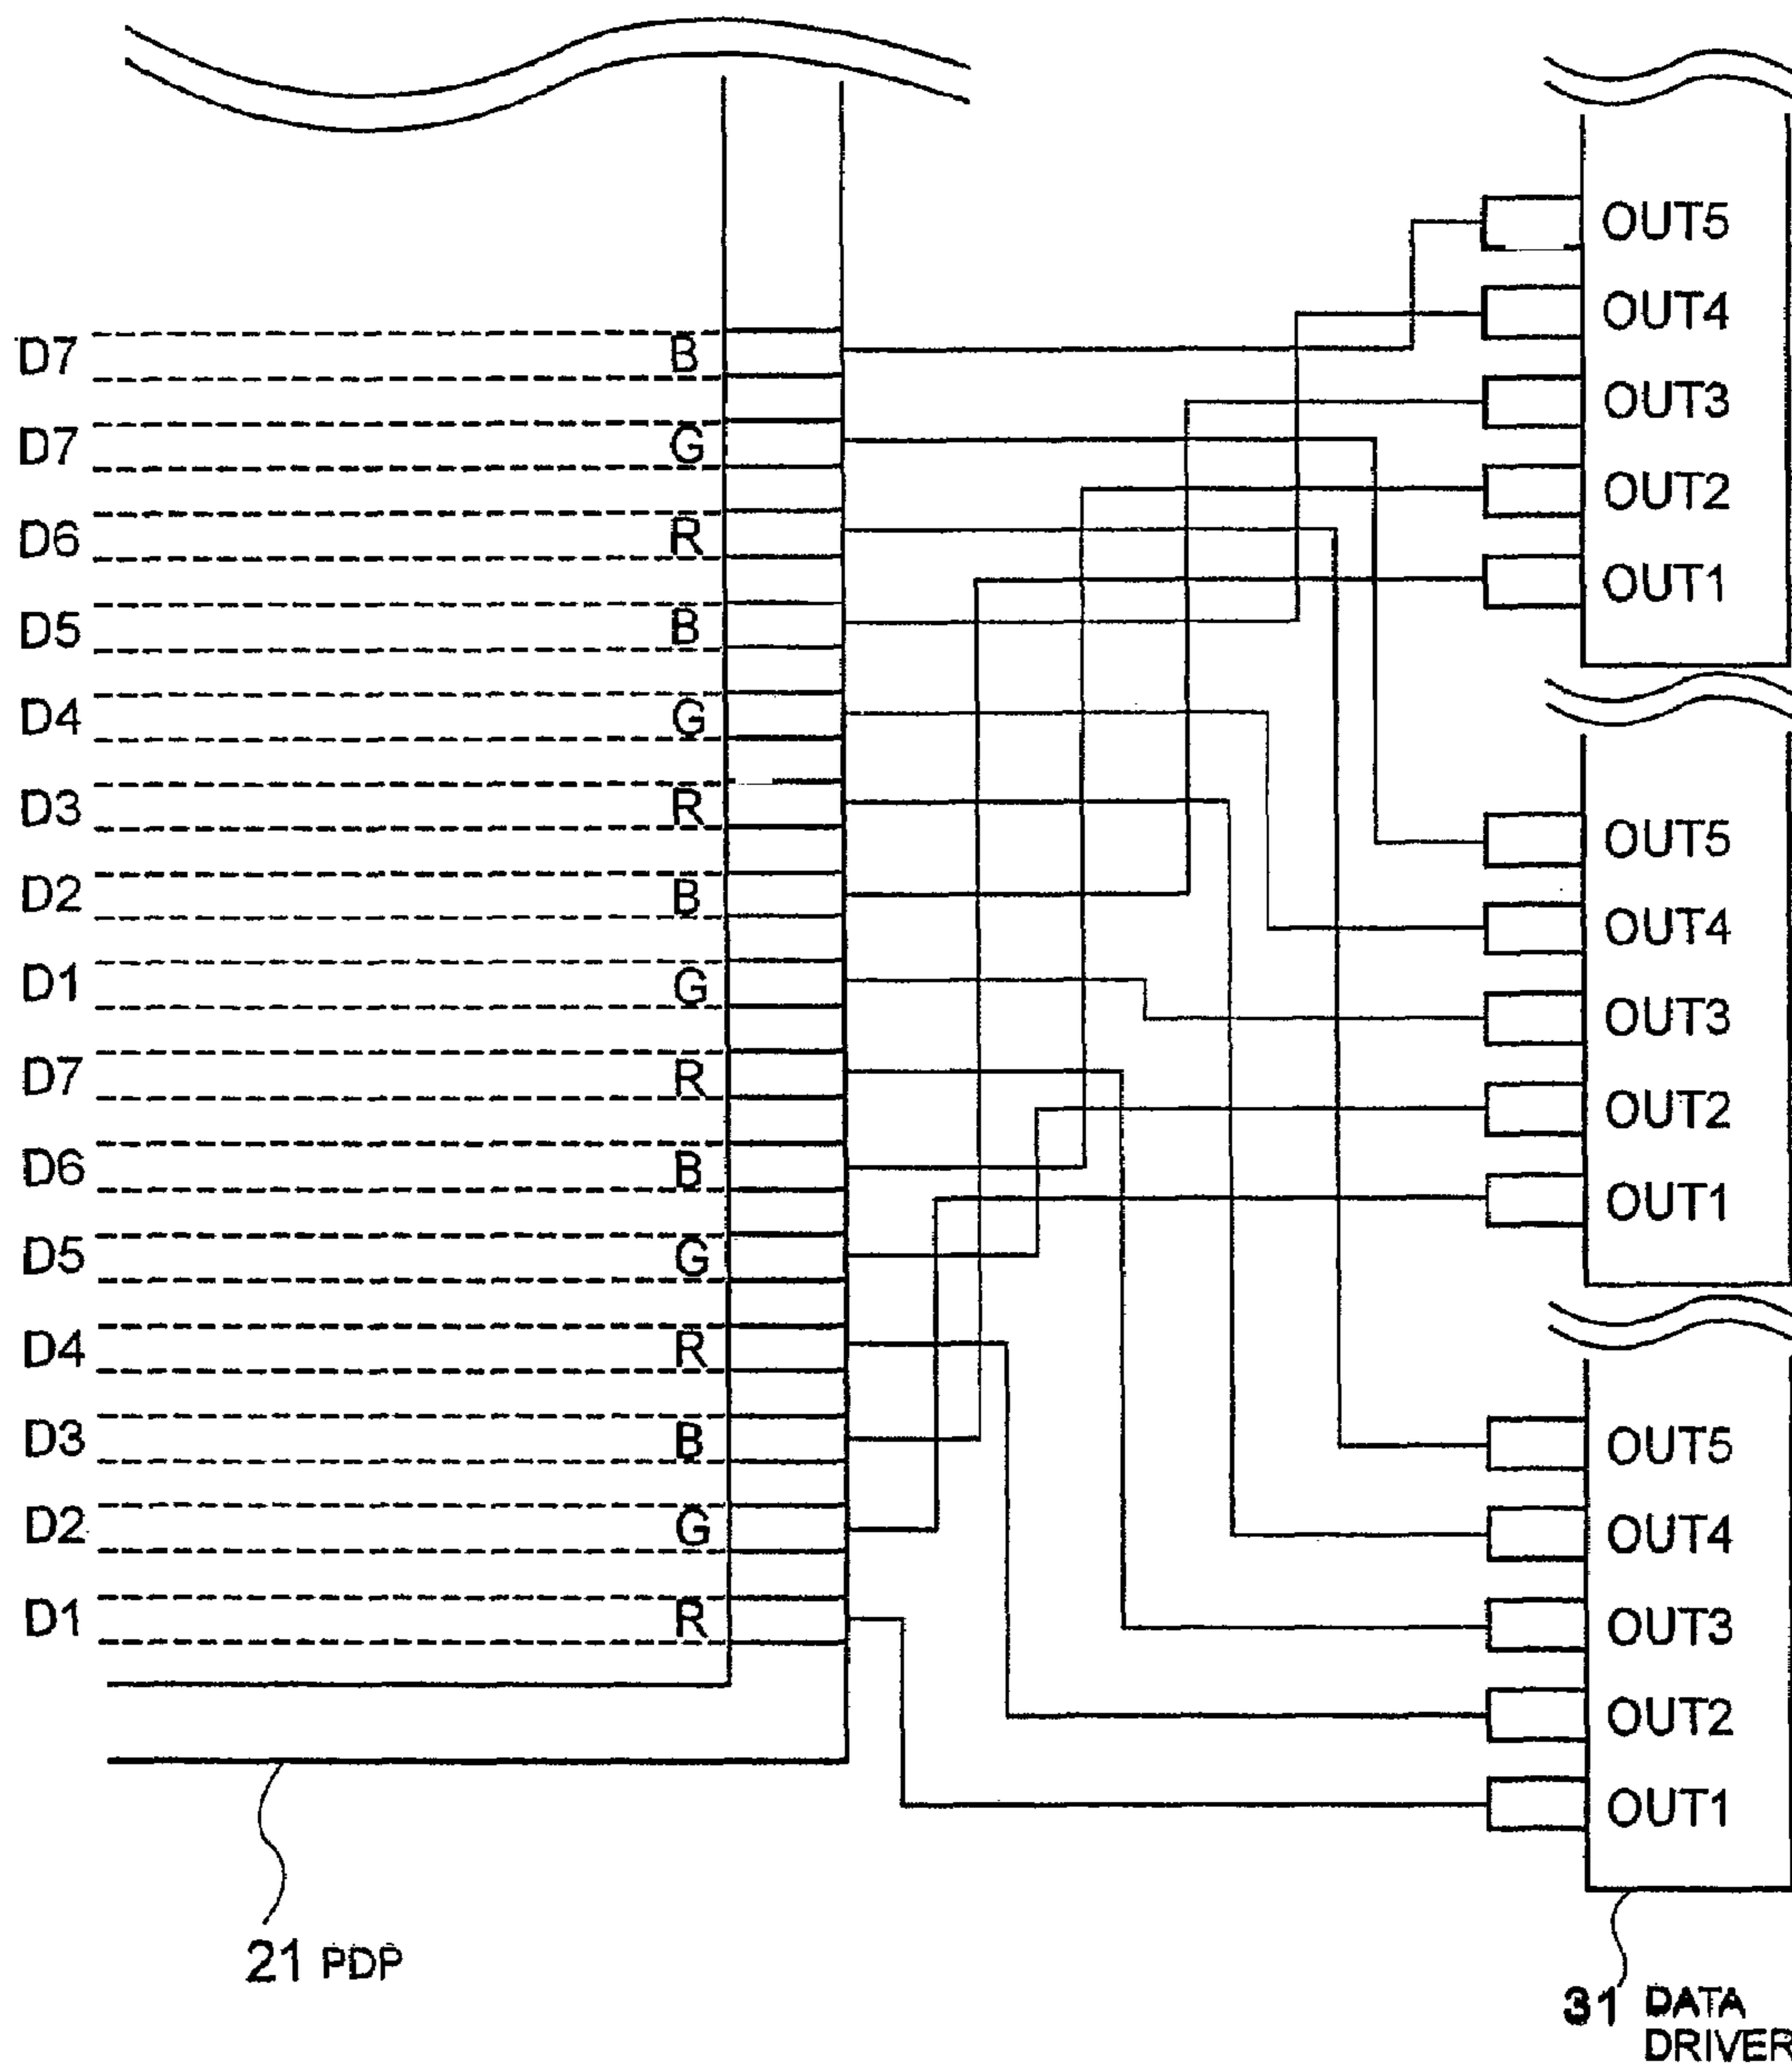 OUT5
OUT4
D7 B
OUT3
D7 G
OUT2
D6 R
OUT1
D5 B
D4 G
D3 R
OUT5
D2 B
OUT4
D1 G
OUT3
D7 R
OUT2
D6 B
OUT1
D5 G
D4 R
D3 B
OUT5
D2 G
OUT4
D1 R
OUT3
OUT2
OUT1
21 PDP
31 DATA
DRIVER